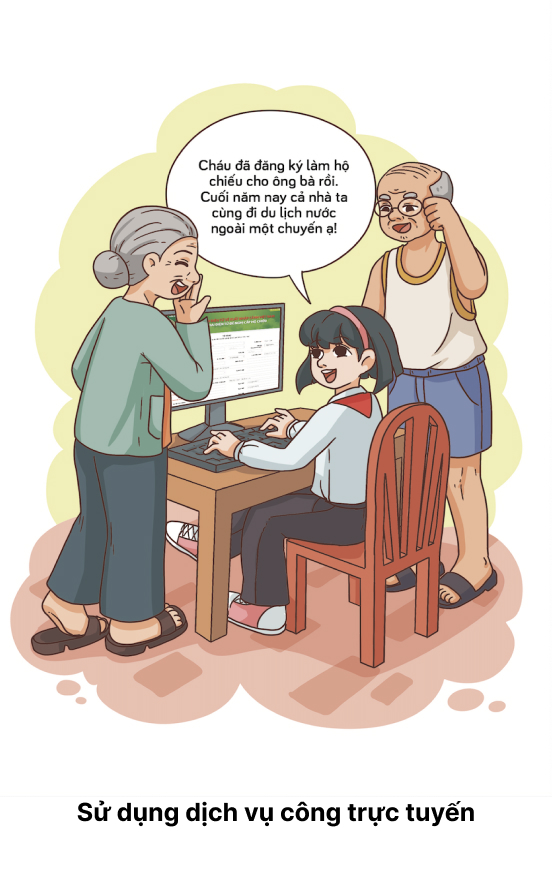 Cháu đã đăng ký làm hộ
chiếu cho ông bà rồi.
Cuối năm nay cả nhà ta
cùng đi du lịch nước
ngoài một chuyến ạ!
Sử dụng dịch vụ công trực tuyến